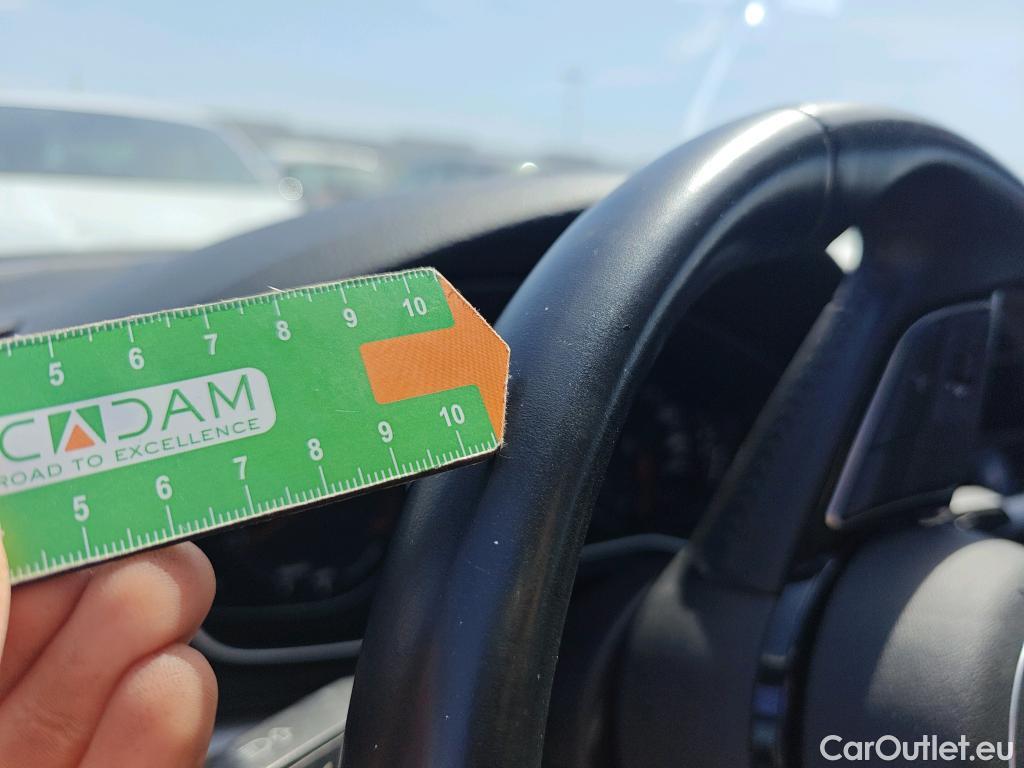 5 6 7 8 9 10
CADAM
ROAD TO EXCELLENCE
5 6 7 8 9 10
CarOutlet.eu